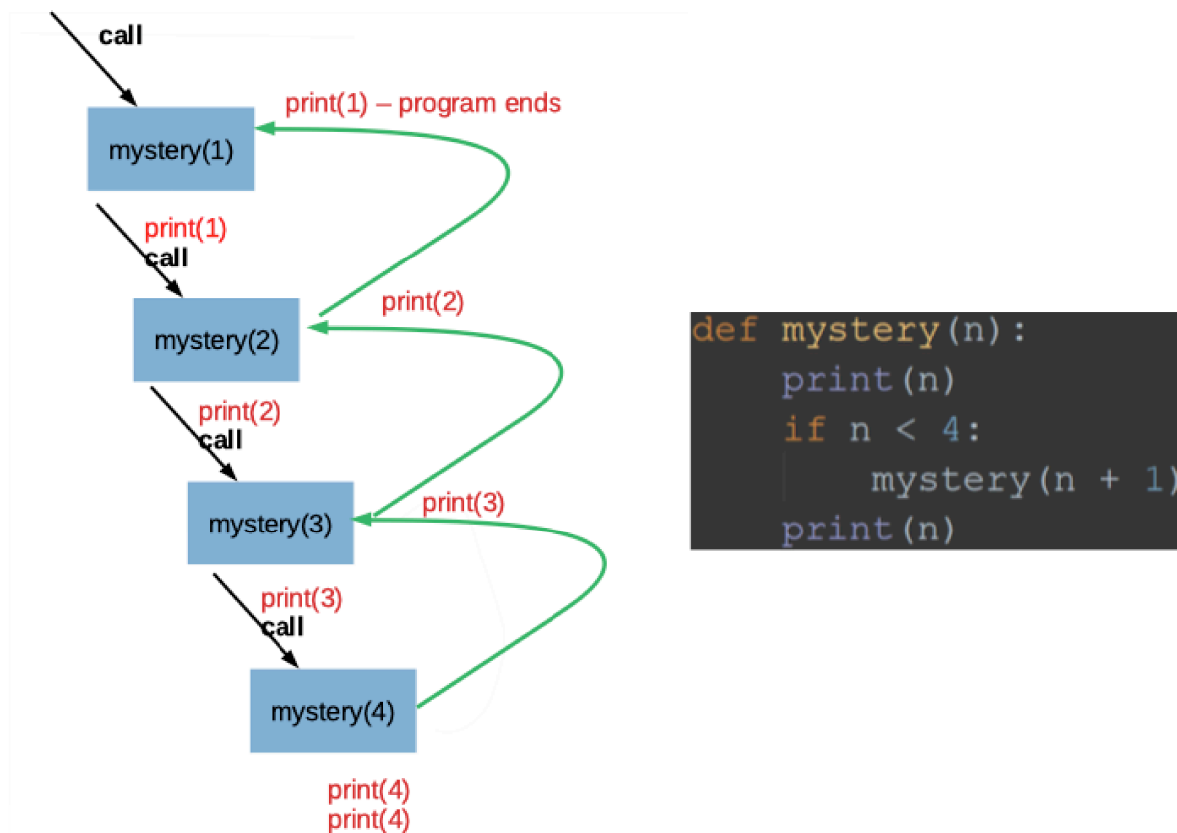 call
print(1) – program ends
mystery(1)
print(1)
call
print(2)
mystery(2)
print(2)
call
print(3)
mystery(3)
print(3)
call
mystery(4)
print(4)
print(4)
def mystery(n):
    print(n)
    if n < 4:
        mystery(n + 1)
    print(n)